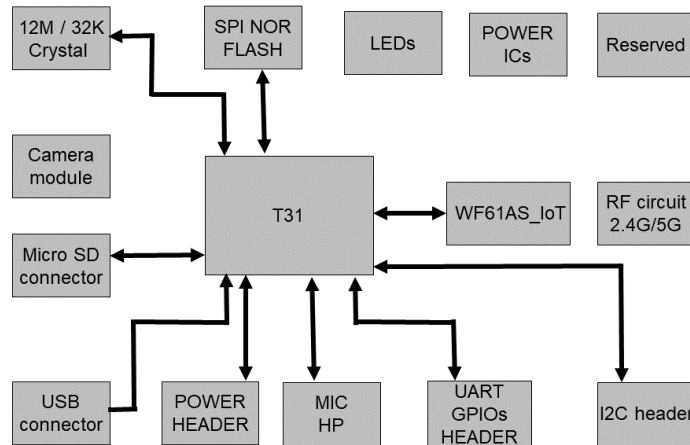 12M / 32K
Crystal
SPI NOR
FLASH
LEDs
POWER
ICs
Reserved
Camera
module
T31
WF61AS_IoT
RF circuit
2.4G/5G
Micro SD
connector
USB
connector
POWER
HEADER
MIC
HP
UART
GPIOs
HEADER
I2C header